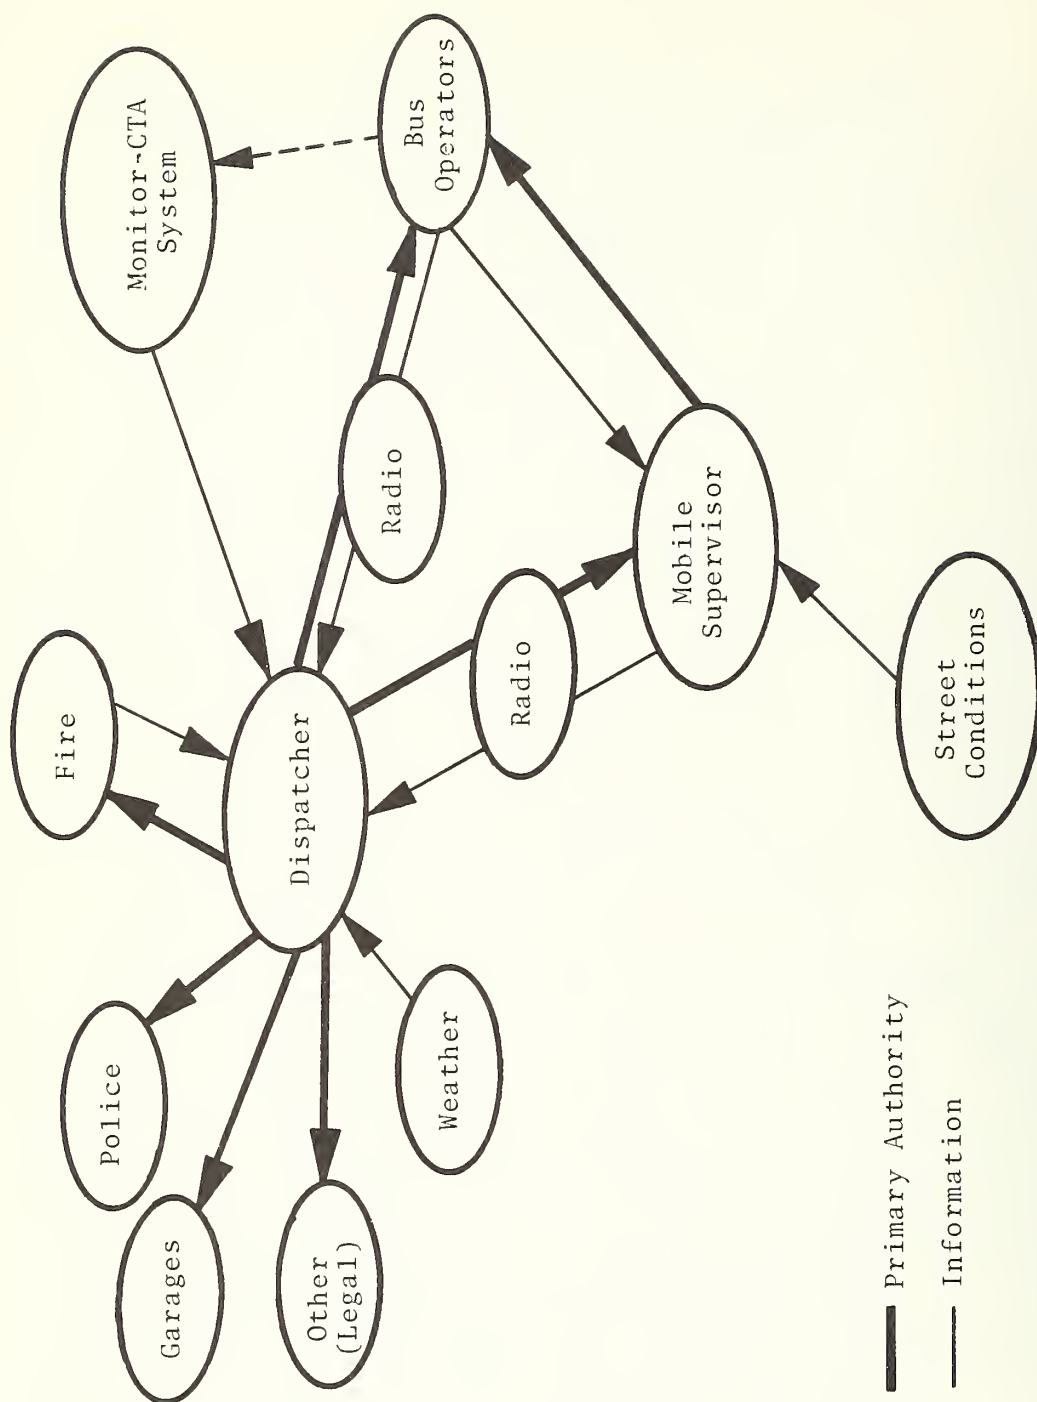 Monitor-CTA
System
Bus
Operators
Fire
Radio
Dispatcher
Radio
Mobile
Supervisor
Police
Garages
Other
(Legal)
Weather
Street
Conditions
Primary Authority
Information